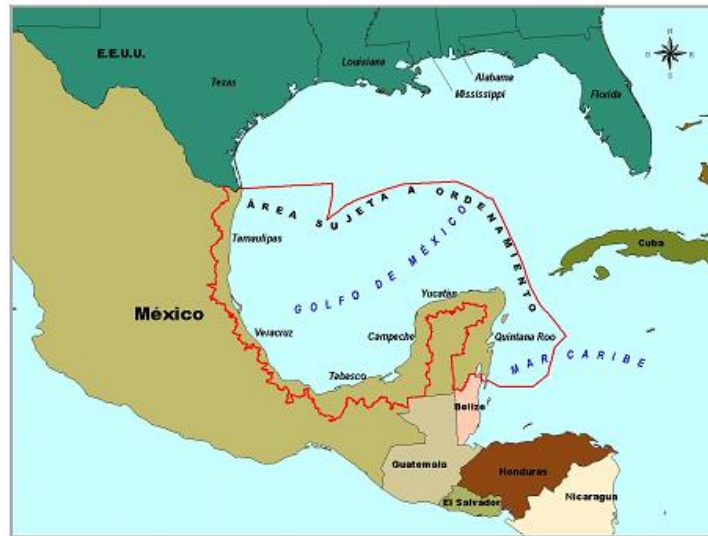 E.E.U.U.
Texas
Louisiana
Alabama
Mississippi
Florida
ÁREA SUJETA A ORDENAMIENTO
Tamaulipas
GOLFO DE MÉXICO
Cuba
México
Yucatán
Veracruz
Campeche
Quintana Roo
MAR CARIBE
Tabasco
Belize
Guatemala
Honduras
El Salvador
Nicaragua